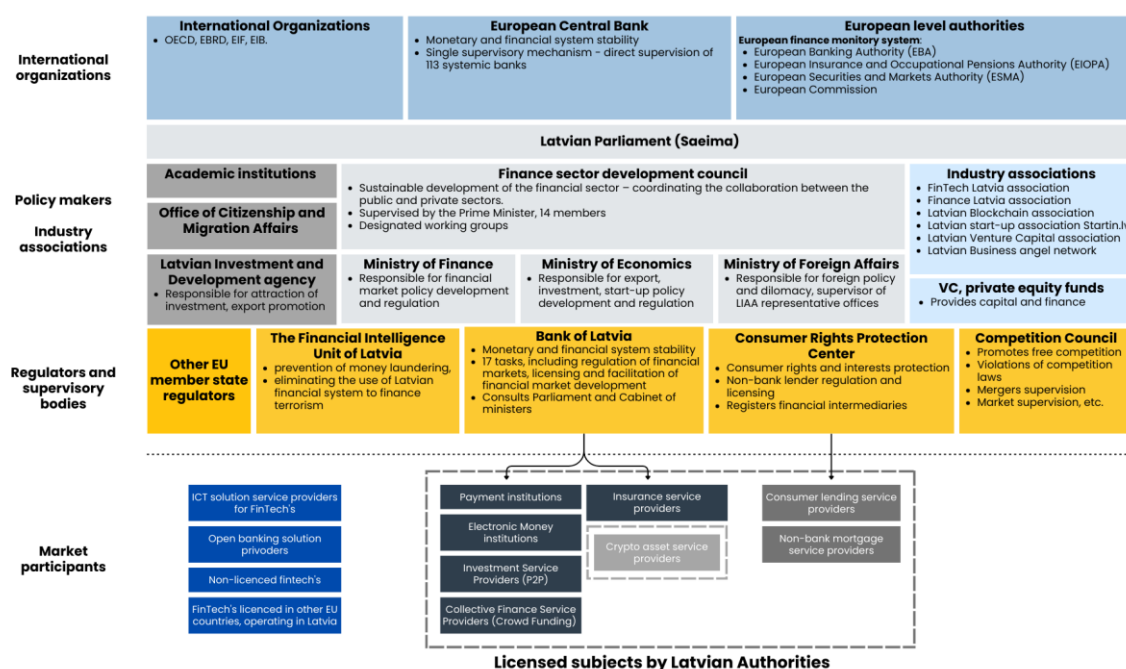 International organizations
International Organizations
• OECD, EBRD, EIF, EIB.
European Central Bank
• Monetary and financial system stability
• Single supervisory mechanism - direct supervision of
113 systemic banks
European level authorities
European finance monitory system:
• European Banking Authority (EBA)
• European Insurance and Occupational Pensions Authority (EIOPA)
• European Securities and Markets Authority (ESMA)
• European Commission
Latvian Parliament (Saeima)
Policy makers
Industry
associations
Academic institutions
Office of Citizenship and
Migration Affairs
Finance sector development council
• Sustainable development of the financial sector – coordinating the collaboration between the
public and private sectors.
• Supervised by the Prime Minister, 14 members
• Designated working groups
Industry associations
• FinTech Latvia association
• Finance Latvia association
• Latvian Blockchain association
• Latvian start-up association Startin.lv
• Latvian Venture Capital association
• Latvian Business angel network
Latvian Investment and
Development agency
• Responsible for attraction of
investment, export promotion
Ministry of Finance
• Responsible for financial
market policy development
and regulation
Ministry of Economics
• Responsible for export,
investment, start-up policy
development and regulation
Ministry of Foreign Affairs
• Responsible for foreign policy
and dilomacy, supervisor of
LIAA representative offices
VC, private equity funds
• Provides capital and finance
Regulators and
supervisory
bodies
Other EU
member state
regulators
The Financial Intelligence
Unit of Latvia
• prevention of money laundering,
• eliminating the use of Latvian
financial system to finance
terrorism
Bank of Latvia
• Monetary and financial system stability
• 17 tasks, including regulation of financial
markets, licensing and facilitation of
financial market development
• Consults Parliament and Cabinet of
ministers
Consumer Rights Protection
Center
• Consumer rights and interests protection
• Non-bank lender regulation and
licensing
• Registers financial intermediaries
Competition Council
• Promotes free competition
• Violations of competition
laws
• Mergers supervision
• Market supervision, etc.
Market
participants
ICT solution service providers
for FinTech's
Open banking solution
privoders
Non-licenced fintech's
FinTech's licenced in other EU
countries, operating in Latvia
Payment institutions
Electronic Money
institutions
Investment Service
Providers (P2P)
Collective Finance Service
Providers (Crowd Funding)
Insurance service
providers
Crypto asset service
providers
Consumer lending service
providers
Non-bank mortgage
service providers
Licensed subjects by Latvian Authorities